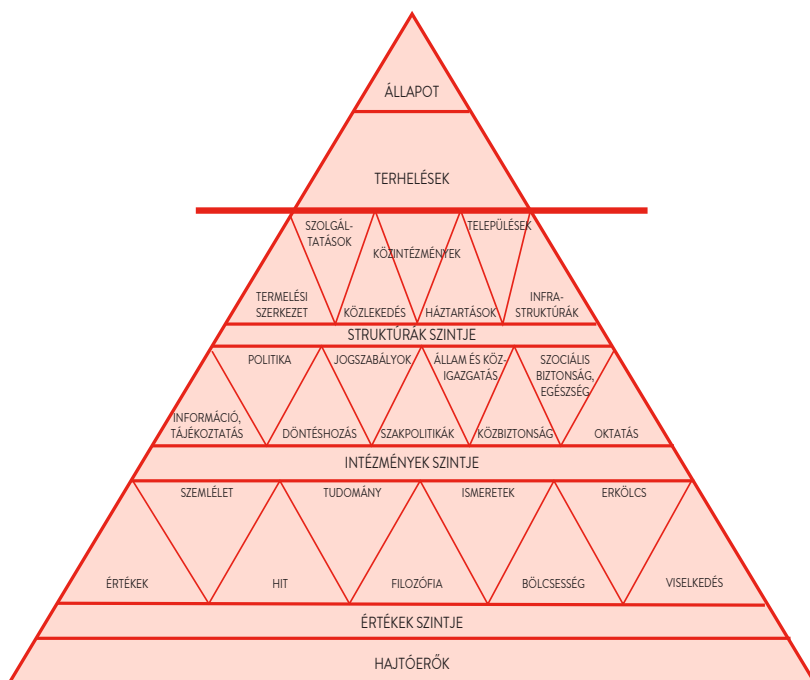 ÁLLAPOT
TERHELÉSEK
SZOLGÁL-
TATÁSOK
KÖZINTÉZMÉNYEK
TELEPÜLÉSEK
TERMELÉSI
SZERKEZET
KÖZLEKEDÉS
HÁZTARTÁSOK
INFRA-
STRUKTÚRÁK
STRUKTÚRÁK SZINTJE
POLITIKA
JOGSZABÁLYOK
ÁLLAM ÉS KÖZ-
IGAZGATÁS
SZOCIÁLIS
BIZTONSÁG,
EGÉSZSÉG
INFORMÁCIÓ,
TÁJÉKOZTATÁS
DÖNTÉSHOZÁS
SZAKPOLITIKÁK
KÖZBIZTONSÁG
OKTATÁS
INTÉZMÉNYEK SZINTJE
SZEMLÉLET
TUDOMÁNY
ISMERETEK
ERKÖLCS
ÉRTÉKEK
HIT
FILOZÓFIA
BÖLCSESSÉG
VISELKEDÉS
ÉRTÉKEK SZINTJE
HAJTÓERŐK